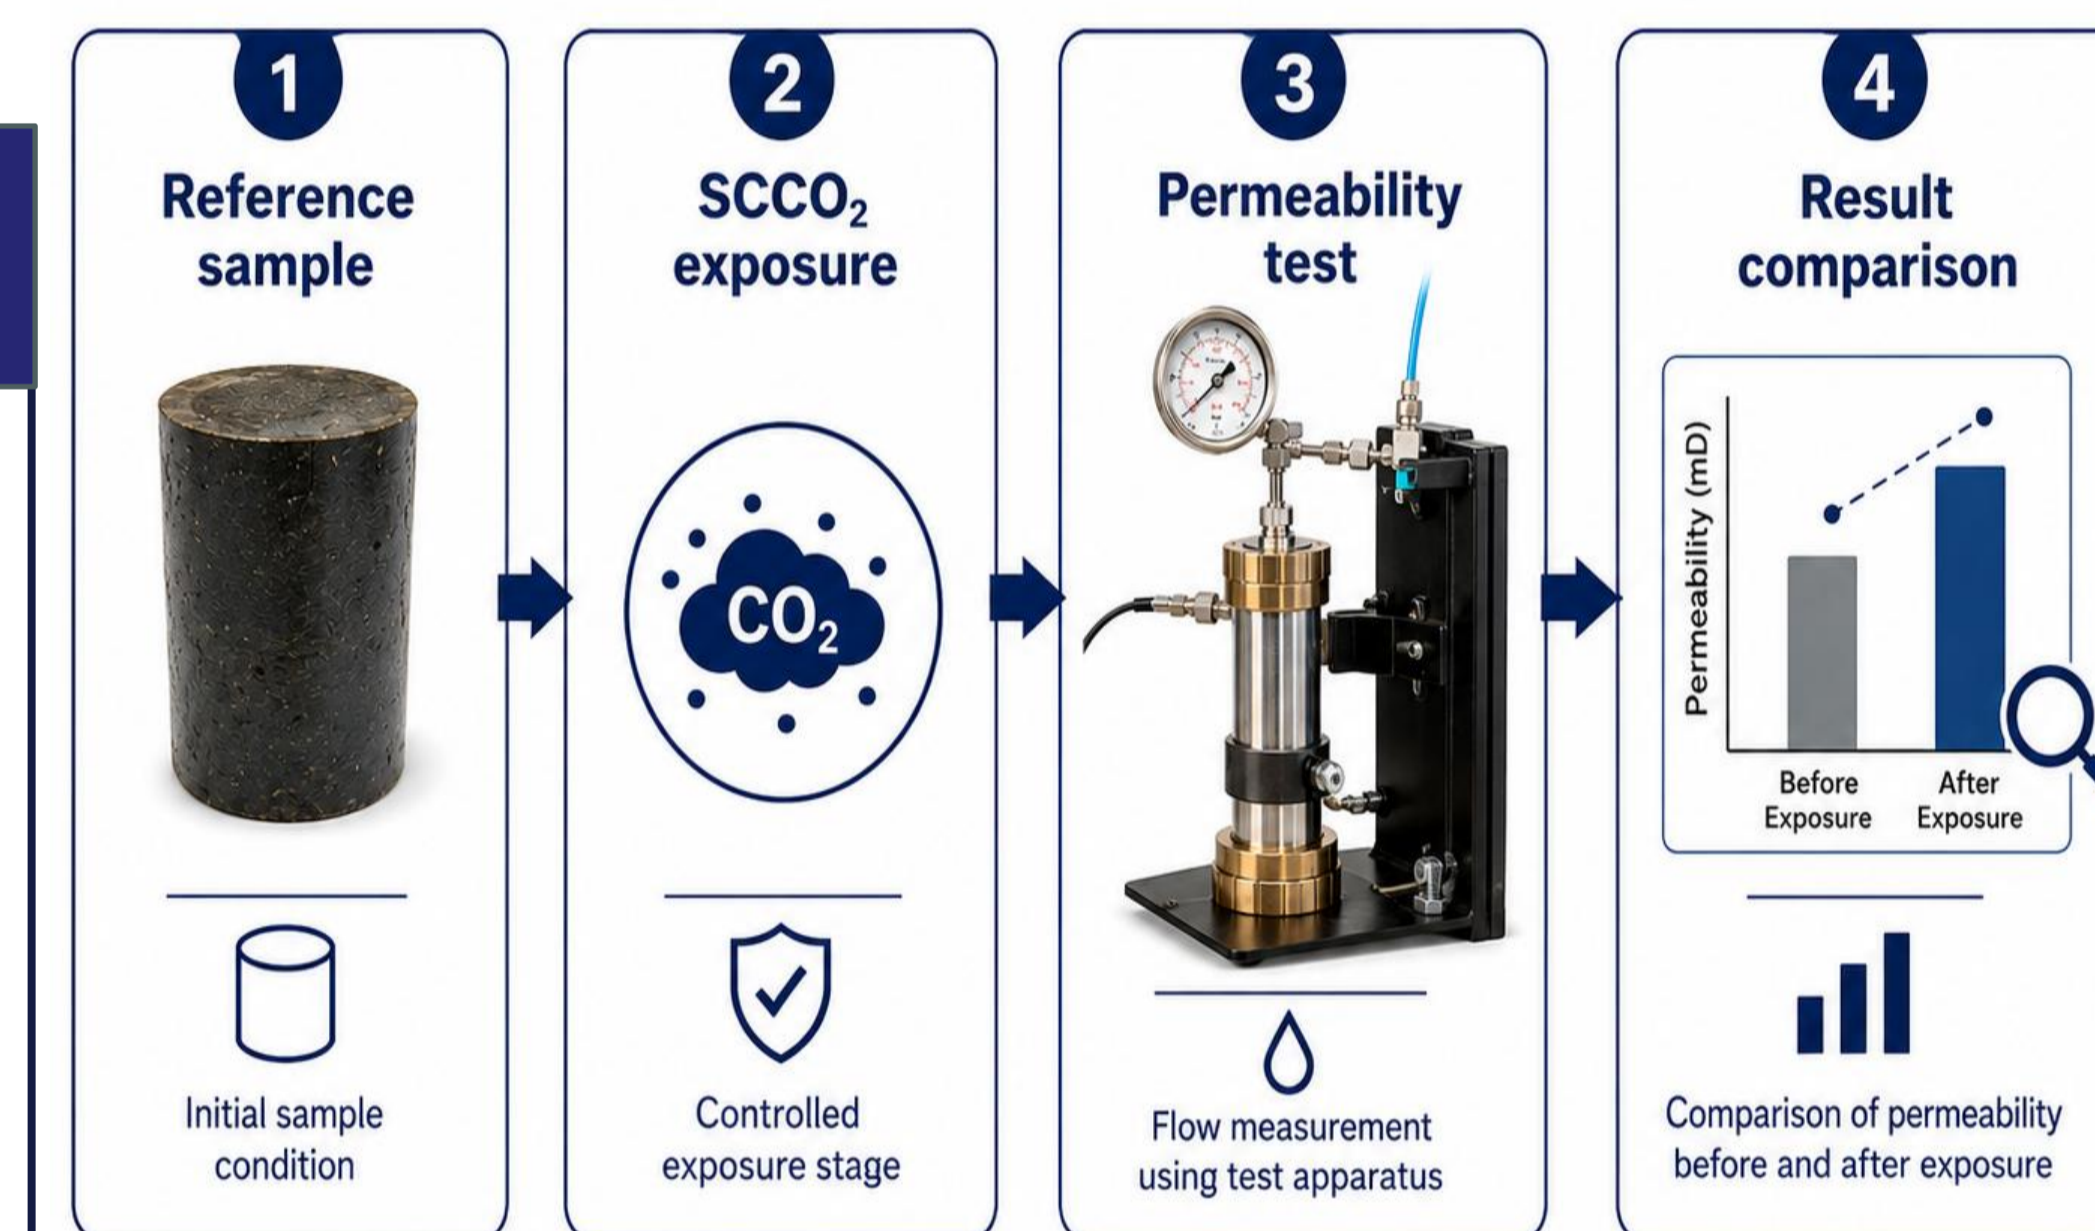 1
Reference
sample
Initial sample
condition
2
SCCO₂
exposure
CO₂
Controlled
exposure stage
3
Permeability
test
Flow measurement
using test apparatus
4
Result
comparison
Permeability (mD)
Before
Exposure
After
Exposure
Comparison of permeability
before and after exposure